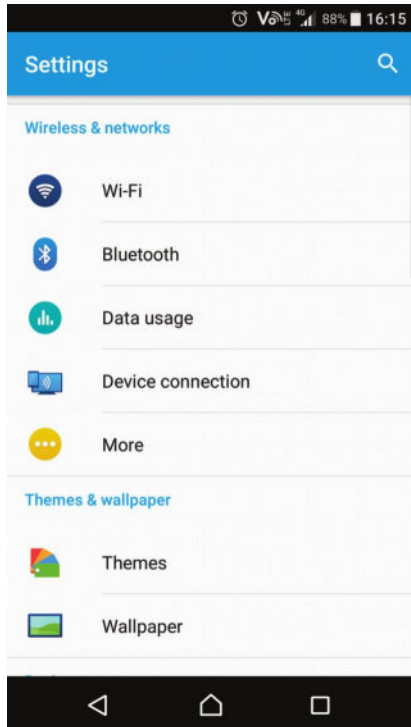 88% 16:15
Settings
Wireless & networks
Wi-Fi
Bluetooth
Data usage
Device connection
More
Themes & wallpaper
Themes
Wallpaper